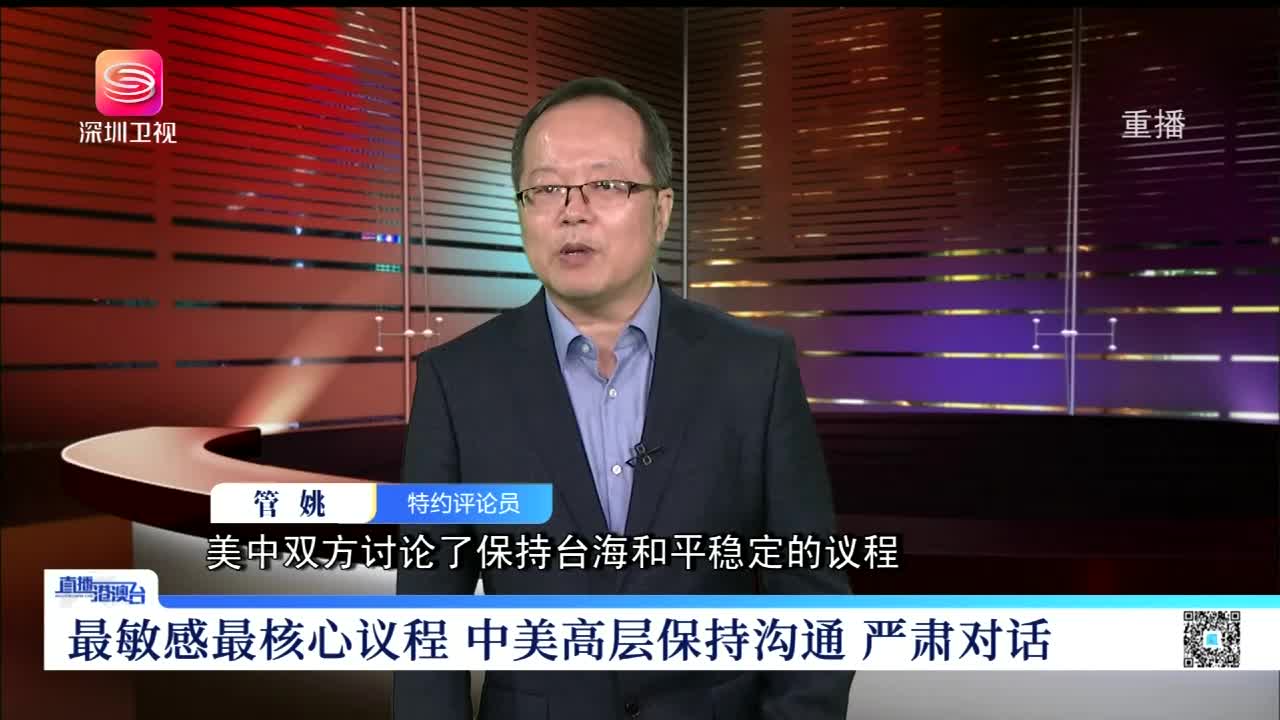 深圳卫视
重播
管 姚
特约评论员
美中双方讨论了保持台海和平稳定的议程
直播港澳台
最敏感最核心议程 中美高层保持沟通 严肃对话